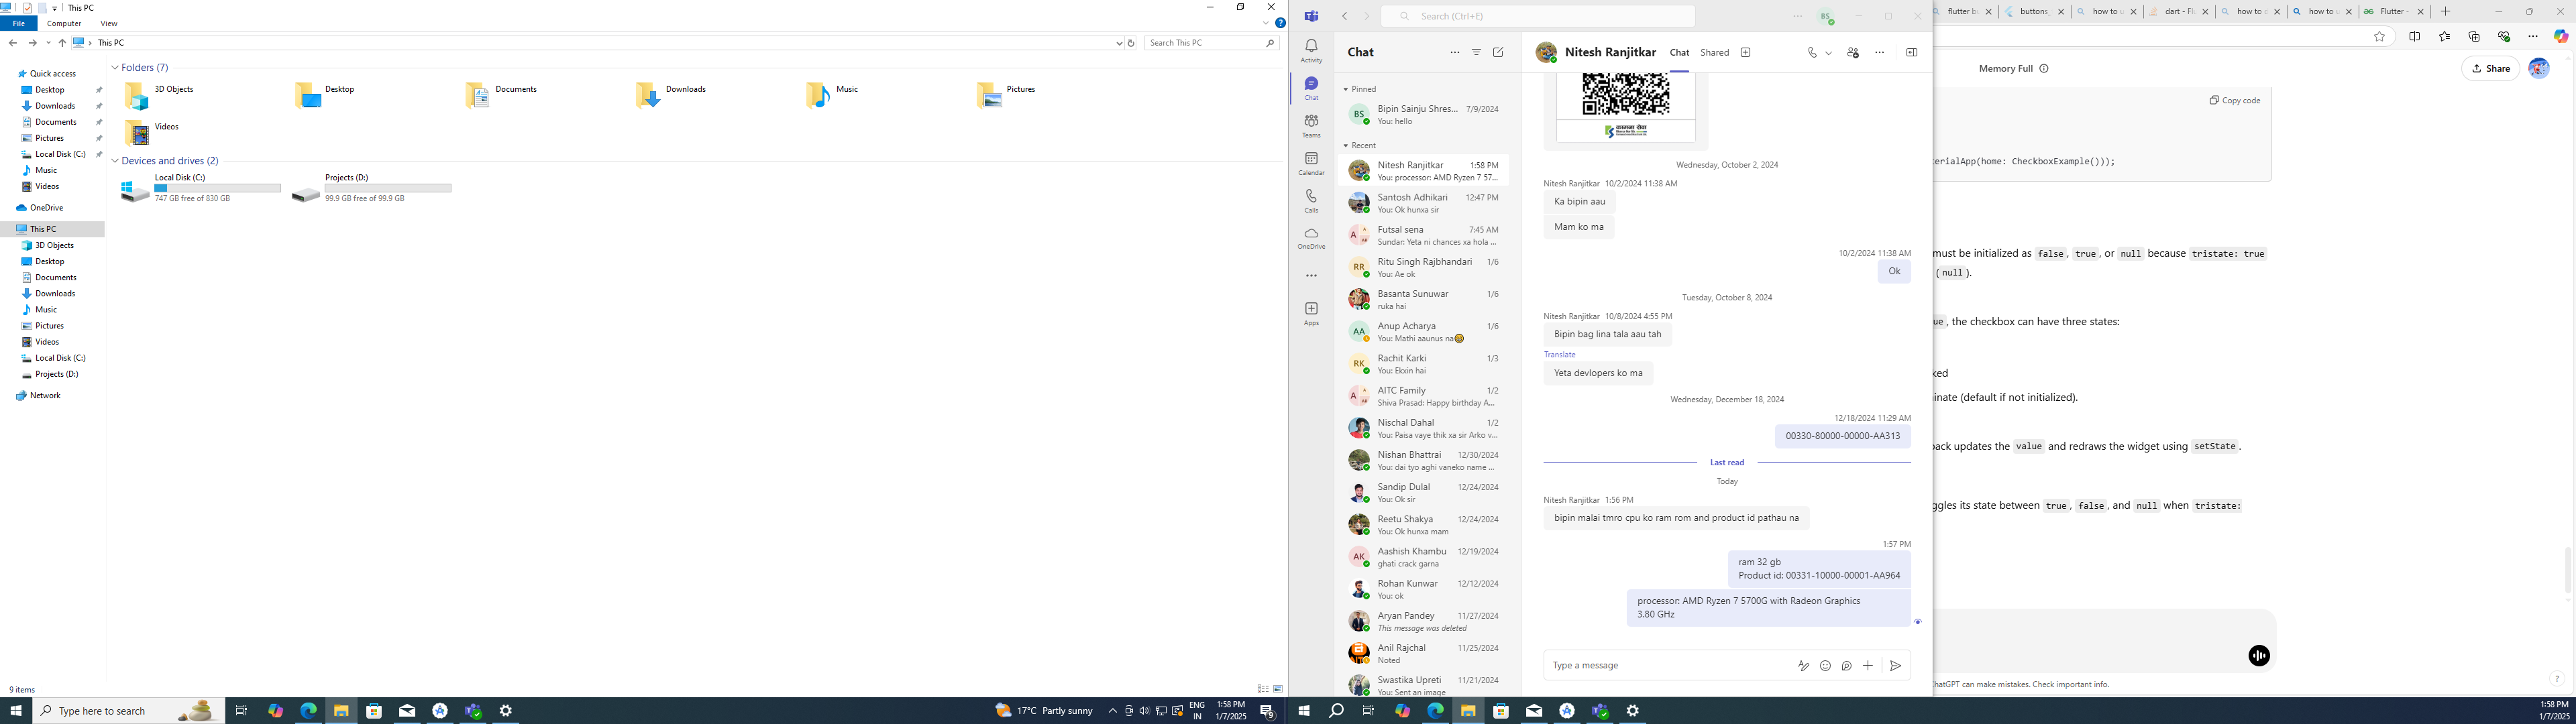 This PC
File
Computer
View
This PC
Search This PC
Quick access
Desktop
Downloads
Documents
Pictures
Local Disk (C:)
Music
Videos
OneDrive
This PC
3D Objects
Desktop
Documents
Downloads
Music
Pictures
Videos
Local Disk (C:)
Projects (D:)
Network
Folders (7)
3D Objects
Desktop
Documents
Downloads
Music
Pictures
Videos
Devices and drives (2)
Local Disk (C:)
747 GB free of 830 GB
Projects (D:)
99.9 GB free of 99.9 GB
9 items
Type here to search
17°C Partly sunny
ENG
IN
1:58 PM
1/7/2025
Search (Ctrl+E)
BS
Activity
Chat
Teams
Calendar
Calls
OneDrive
Apps
Chat
Pinned
BS
Bipin Sainju Shres... 7/9/2024
You: hello
Recent
Nitesh Ranjitkar 1:58 PM
You: processor: AMD Ryzen 7 57...
Santosh Adhikari 12:47 PM
You: Ok hunxa sir
Futsal sena 7:45 AM
Sundar: Yeta ni chances xa hola ...
RR
Ritu Singh Rajbhandari 1/6
You: Ae ok
Basanta Sunuwar 1/6
ruka hai
AA
Anup Acharya 1/6
You: Mathi aaunus na
RK
Rachit Karki 1/3
You: Ekxin hai
AITC Family 1/2
Shiva Prasad: Happy birthday A...
Nischal Dahal 1/2
You: Paisa vaye thik xa sir Arko v...
Nishan Bhattrai 12/30/2024
You: dai tyo aghi vaneko name ...
Sandip Dulal 12/24/2024
You: Ok sir
Reetu Shakya 12/24/2024
You: Ok hunxa mam
AK
Aashish Khambu 12/19/2024
ghati crack garna
Rohan Kunwar 12/12/2024
You: ok
Aryan Pandey 11/27/2024
This message was deleted
Anil Rajchal 11/25/2024
Noted
Swastika Upreti 11/21/2024
You: Sent an image
Nitesh Ranjitkar
Chat
Shared
Wednesday, October 2, 2024
Nitesh Ranjitkar 10/2/2024 11:38 AM
Ka bipin aau
Mam ko ma
10/2/2024 11:38 AM
Ok
Tuesday, October 8, 2024
Nitesh Ranjitkar 10/8/2024 4:55 PM
Bipin bag lina tala aau tah
Translate
Yeta devlopers ko ma
Wednesday, December 18, 2024
12/18/2024 11:29 AM
00330-80000-00000-AA313
Last read
Today
Nitesh Ranjitkar 1:56 PM
bipin malai tmro cpu ko ram rom and product id pathau na
1:57 PM
ram 32 gb
Product id: 00331-10000-00001-AA964
processor: AMD Ryzen 7 5700G with Radeon Graphics
3.80 GHz
Type a message
flutter bu
buttons_
how to u
dart - Fl
how to c
how to u
Flutter -
Memory Full
Share
Copy code
terialApp(home: CheckboxExample()));
must be initialized as false, true, or null because tristate: true
(null).
ue, the checkbox can have three states:
ked
minate (default if not initialized).
back updates the value and redraws the widget using setState.
ggles its state between true, false, and null when tristate:
ChatGPT can make mistakes. Check important info.
1:58 PM
1/7/2025